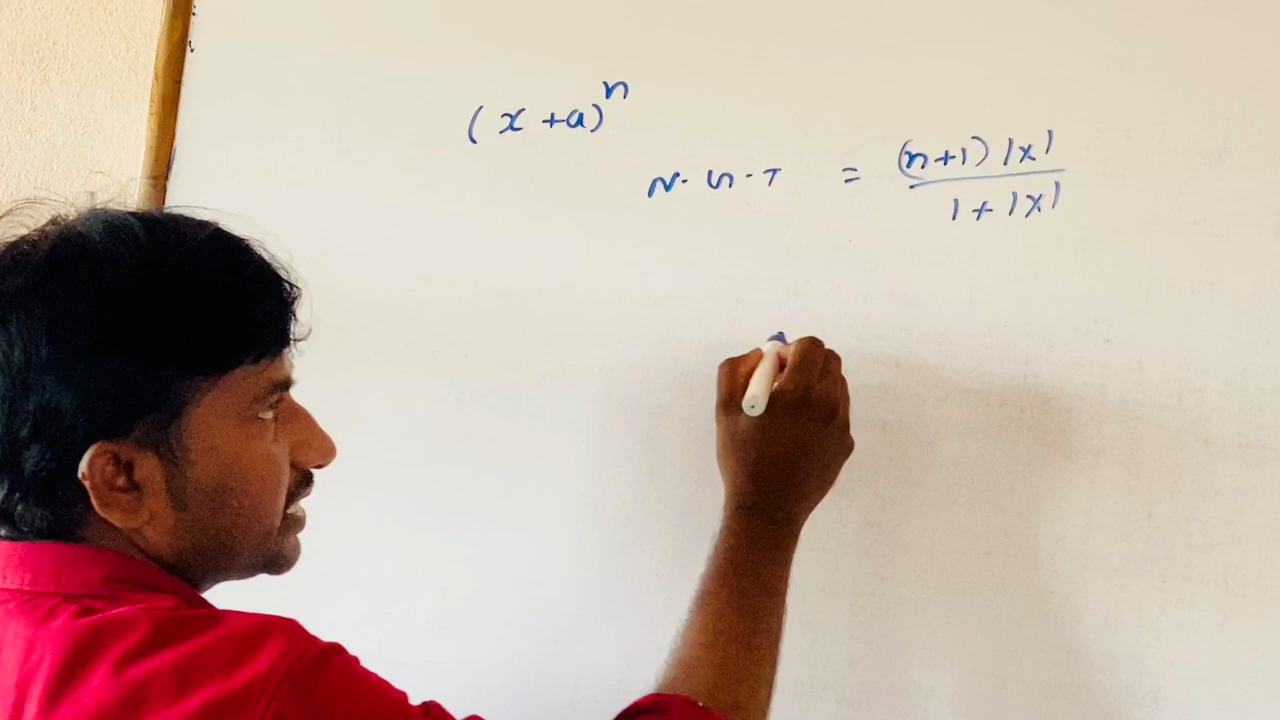 (x+a)^n
N.G.T = (n+1)|x| / 1+|x|